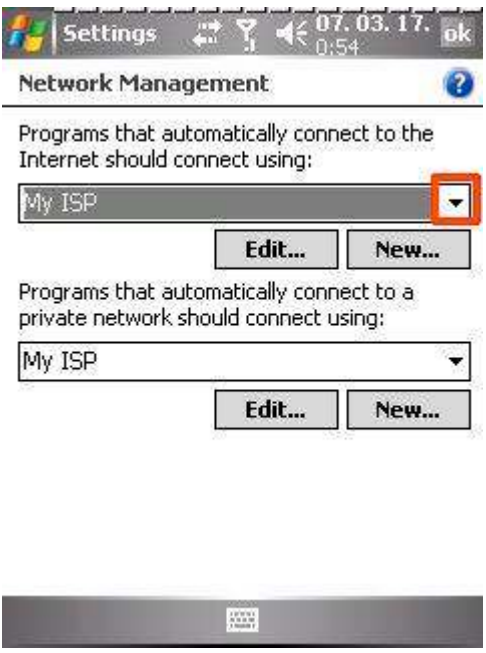 Settings
07. 03. 17.
0:54
ok
Network Management
?
Programs that automatically connect to the
Internet should connect using:
My ISP
Edit... New...
Programs that automatically connect to a
private network should connect using:
My ISP
Edit... New...